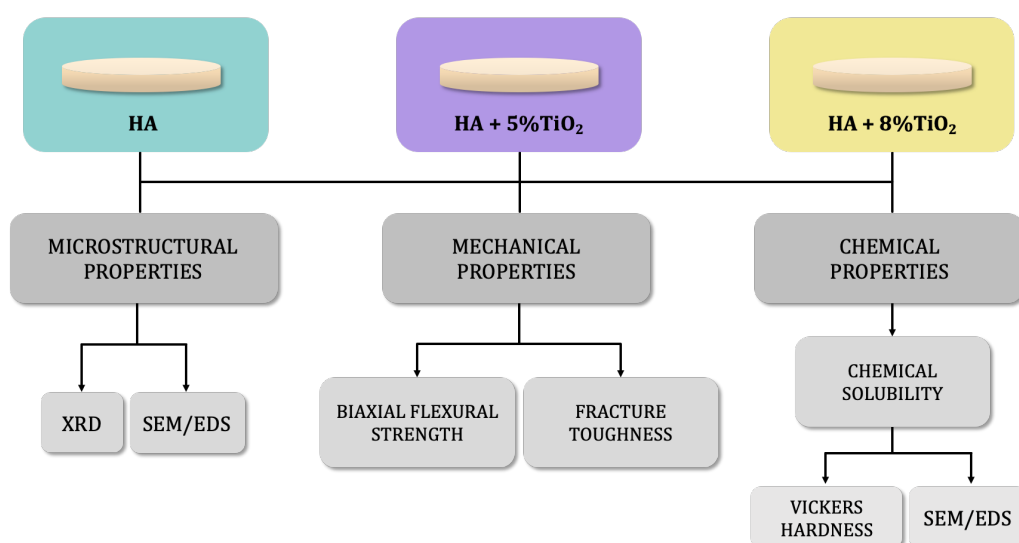 HA
HA + 5%TiO₂
HA + 8%TiO₂
MICROSTRUCTURAL
PROPERTIES
MECHANICAL
PROPERTIES
CHEMICAL
PROPERTIES
XRD
SEM/EDS
BIAXIAL FLEXURAL
STRENGTH
FRACTURE
TOUGHNESS
CHEMICAL
SOLUBILITY
VICKERS
HARDNESS
SEM/EDS